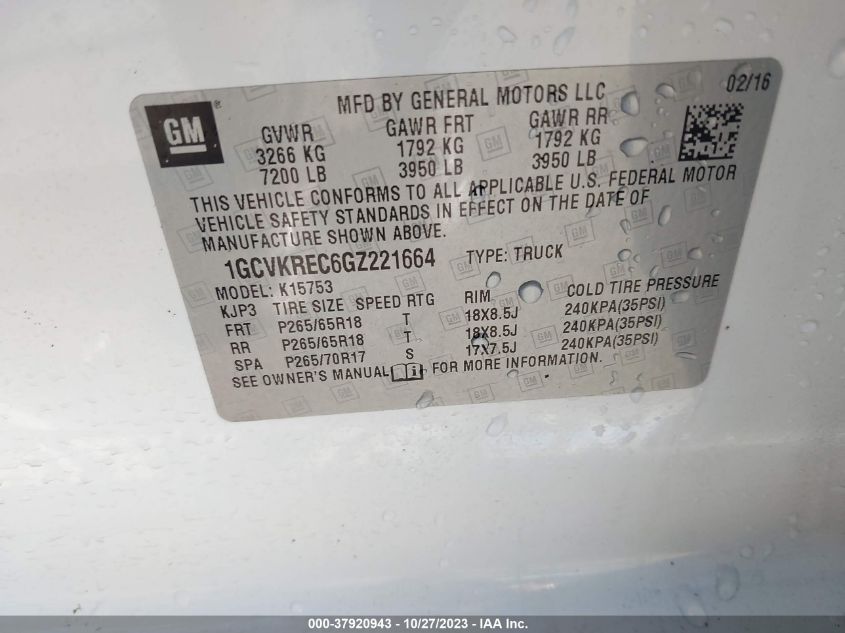 GM
®
MFD BY GENERAL MOTORS LLC
02/16
GVWR GAWR FRT GAWR RR
3266 KG 1792 KG 1792 KG
7200 LB 3950 LB 3950 LB
THIS VEHICLE CONFORMS TO ALL APPLICABLE U.S. FEDERAL MOTOR
VEHICLE SAFETY STANDARDS IN EFFECT ON THE DATE OF
MANUFACTURE SHOWN ABOVE.
1GCVKREC6GZ221664 TYPE: TRUCK
MODEL: K15753
KJP3 TIRE SIZE SPEED RTG RIM COLD TIRE PRESSURE
FRT P265/65R18 T 18X8.5J 240KPA(35PSI)
RR P265/65R18 T 18X8.5J 240KPA(35PSI)
SPA P265/70R17 S 17X7.5J 240KPA(35PSI)
SEE OWNER'S MANUAL FOR MORE INFORMATION.
000-37920943 - 10/27/2023 - IAA Inc.